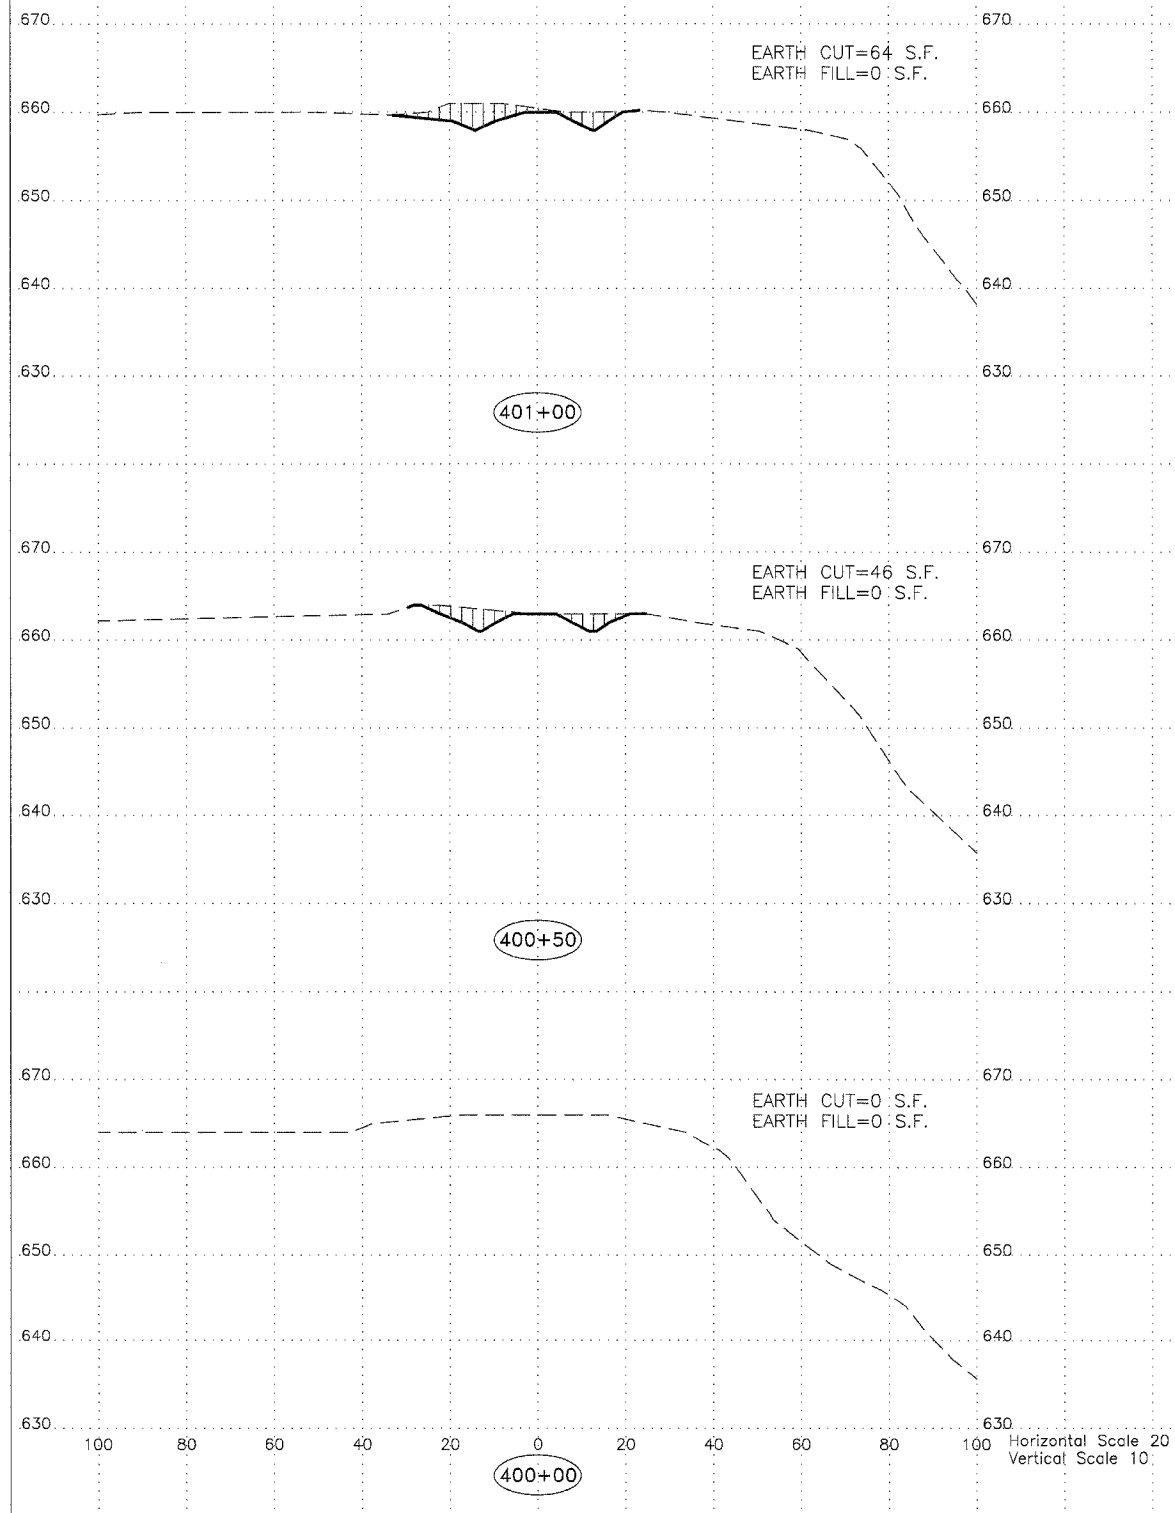 670 670
EARTH CUT=64 S.F.
EARTH FILL=0 S.F.
660 660
650 650
640 640
630 630
401+00
670 670
EARTH CUT=46 S.F.
EARTH FILL=0 S.F.
660 660
650 650
640 640
630 630
400+50
670 670
EARTH CUT=0 S.F.
EARTH FILL=0 S.F.
660 660
650 650
640 640
630 630
100 80 60 40 20 0 20 40 60 80 100 Horizontal Scale 20
Vertical Scale 10
400+00